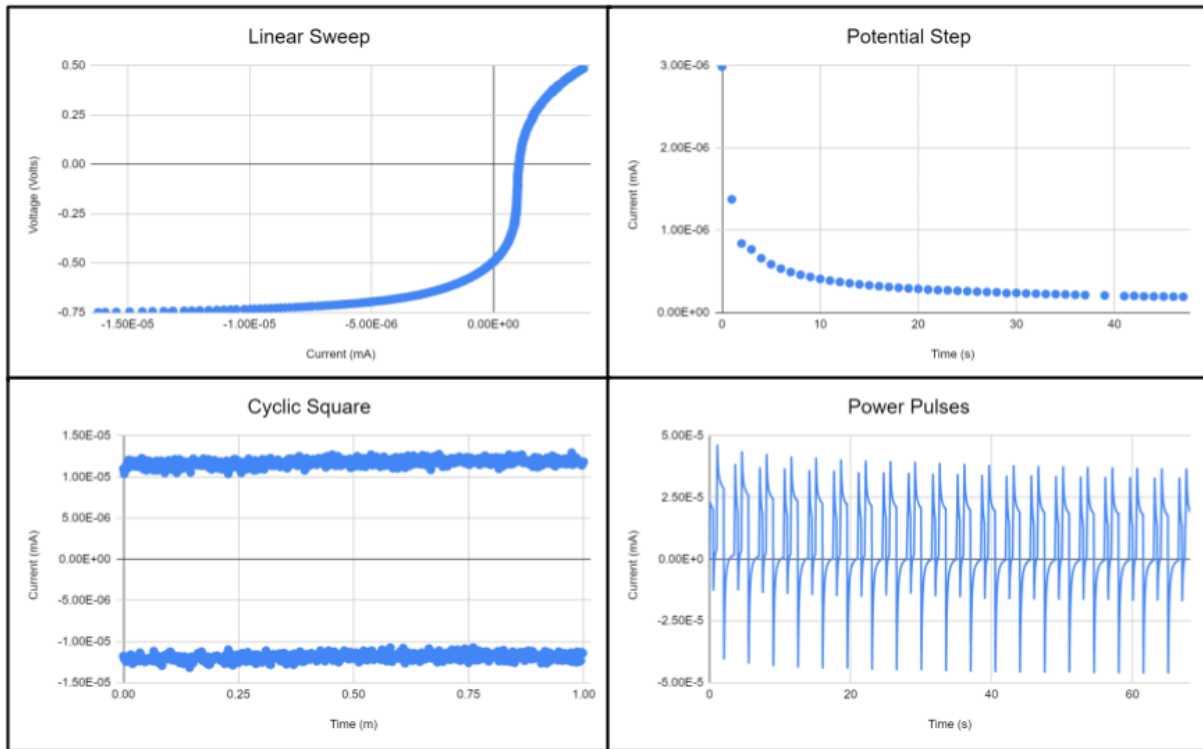 Linear Sweep
0.50
0.25
0.00
-0.25
-0.50
-0.75
Voltage (Volts)
-1.50E-05 -1.00E-05 -5.00E-06 0.00E+00
Current (mA)
Potential Step
3.00E-06
2.00E-06
1.00E-06
0.00E+00
Current (mA)
0 10 20 30 40
Time (s)
Cyclic Square
1.50E-05
1.00E-05
5.00E-06
0.00E+00
-5.00E-06
-1.00E-05
-1.50E-05
Current (mA)
0.00 0.25 0.50 0.75 1.00
Time (m)
Power Pulses
5.00E-5
2.50E-5
0.00E+0
-2.50E-5
-5.00E-5
Current (mA)
0 20 40 60
Time (s)